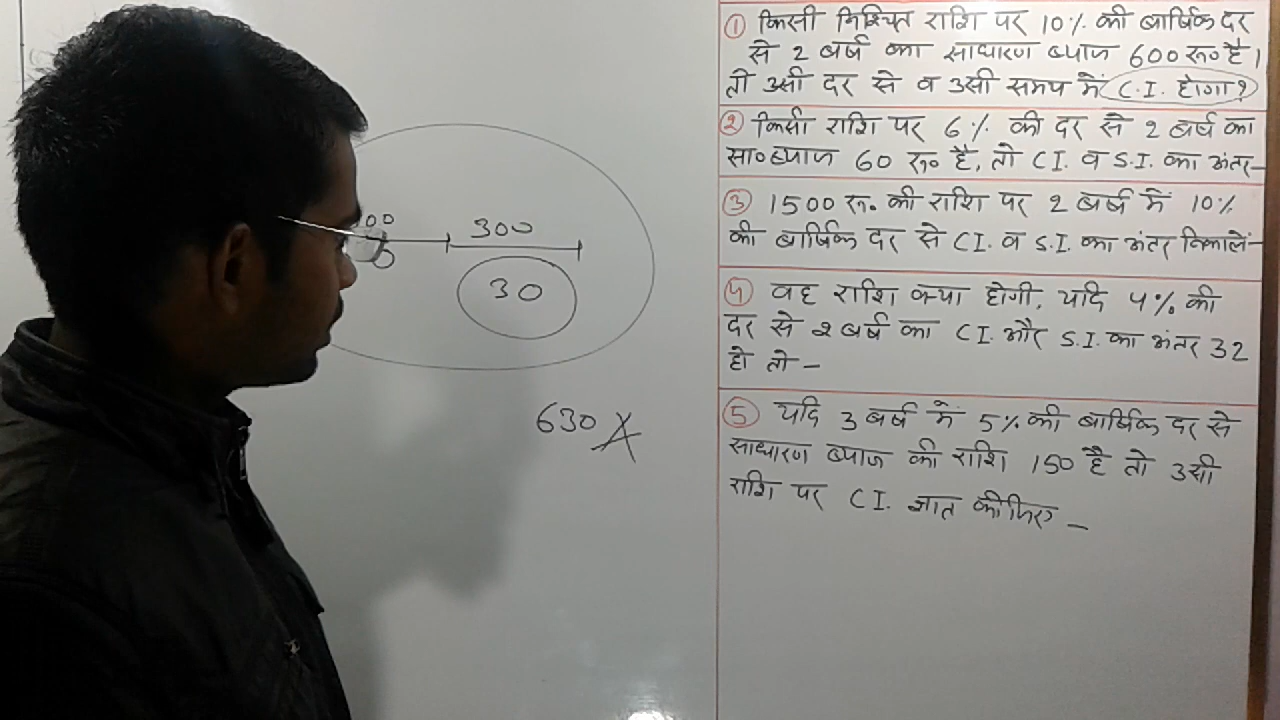 ① किसी निश्चित राशि पर 10% की वार्षिक दर
से 2 वर्ष का साधारण ब्याज 600 रू० है।
तो उसी दर से व उसी समय में C.I. होगा?
② किसी राशि पर 6% की दर से 2 वर्ष का
सा० ब्याज 60 रू० है, तो C.I. व S.I. का अंतर-
③ 1500 रू. की राशि पर 2 वर्ष में 10%
की वार्षिक दर से C.I. व S.I. का अंतर निकालें-
④ वह राशि क्या होगी, यदि 4% की
दर से 2 वर्ष का C.I. और S.I. का अंतर 32
हो तो -
⑤ यदि 3 वर्ष में 5% की वार्षिक दर से
साधारण ब्याज की राशि 150 है तो उसी
राशि पर C.I. ज्ञात कीजिए -
300
30
630